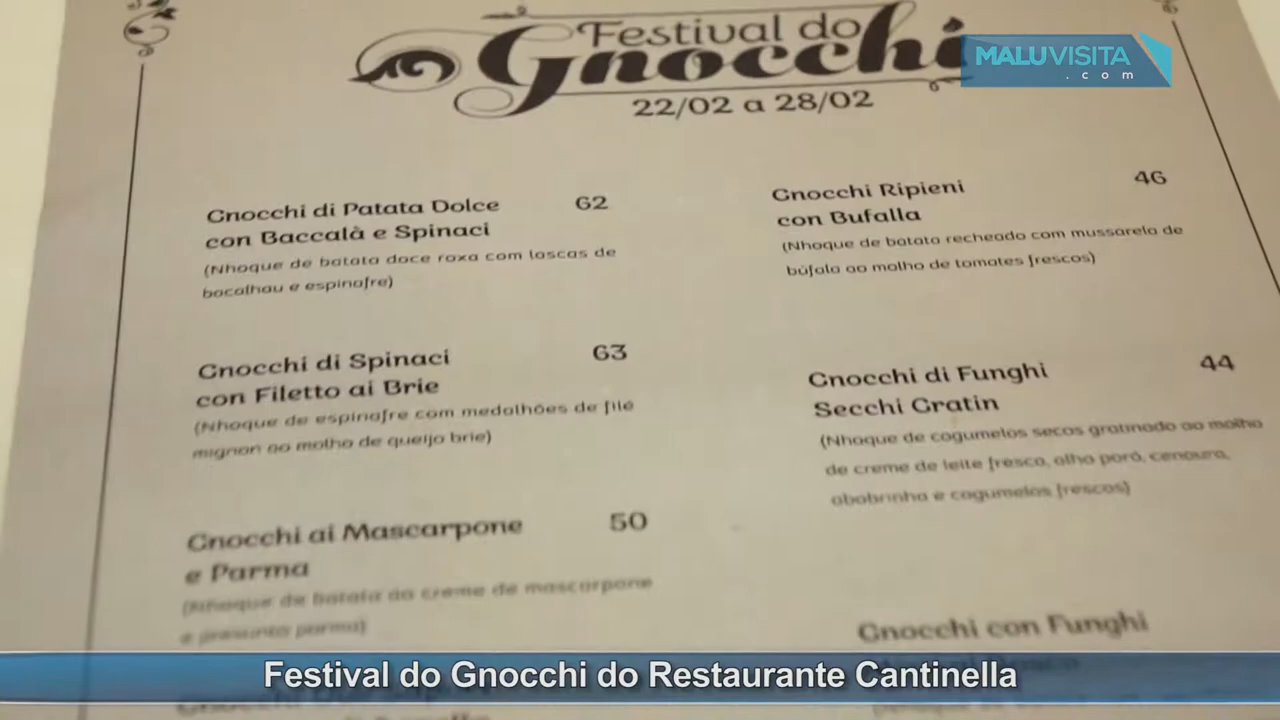 Festival do
Gnocchi
22/02 a 28/02
MALUVISITA
.com
Gnocchi di Patata Dolce 62
con Baccalà e Spinaci
(Nhoque de batata doce roxa com lascas de
bacalhau e espinafre)
Gnocchi di Spinaci 63
con Filetto ai Brie
(Nhoque de espinafre com medalhões de filé
mignon ao molho de queijo brie)
Gnocchi ai Mascarpone 50
e Parma
(Nhoque de batata ao creme de mascarpone
e presunto parma)
Gnocchi Ripieni 46
con Bufalla
(Nhoque de batata recheado com mussarela de
búfala ao molho de tomates frescos)
Gnocchi di Funghi 44
Secchi Gratin
(Nhoque de cogumelos secos gratinado ao molho
de creme de leite fresco, alho poró, cenoura,
abobrinha e cogumelos frescos)
Gnocchi con Funghi
Festival do Gnocchi do Restaurante Cantinella